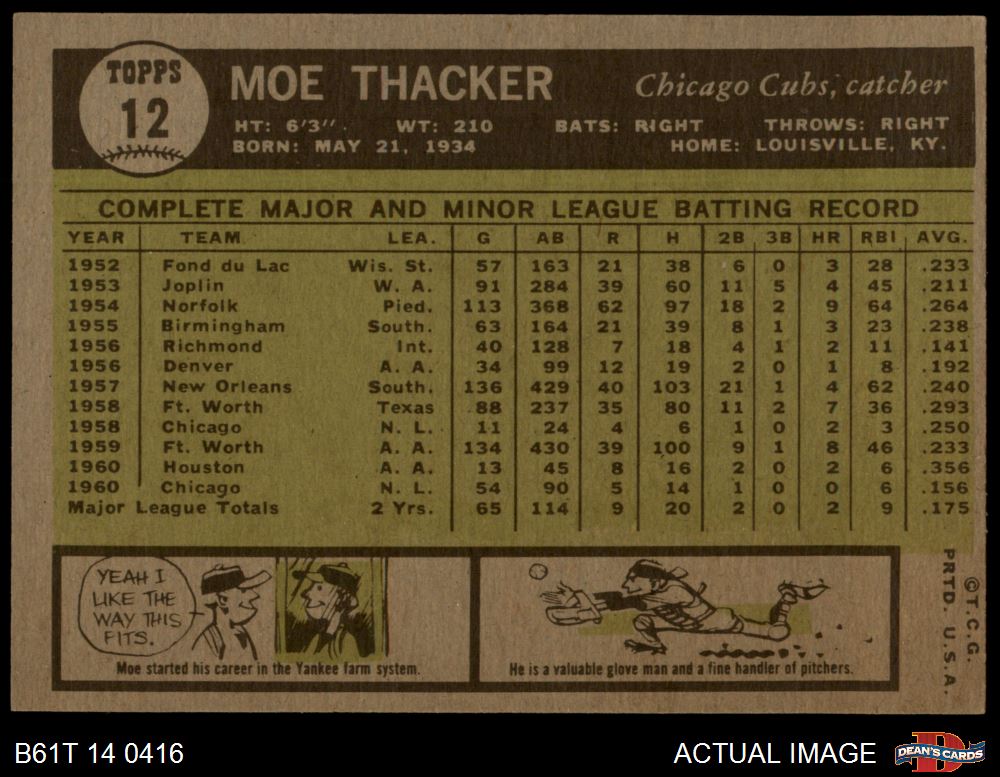 TOPPS
12
MOE THACKER
Chicago Cubs, catcher
HT: 6'3". WT: 210 BATS: RIGHT THROWS: RIGHT
BORN: MAY 21, 1934 HOME: LOUISVILLE, KY.
COMPLETE MAJOR AND MINOR LEAGUE BATTING RECORD
YEAR TEAM LEA. G AB R H 2B 3B HR RBI AVG.
1952 Fond du Lac Wis. St. 57 163 21 38 6 0 3 28 .233
1953 Joplin W. A. 91 284 39 60 11 5 4 45 .211
1954 Norfolk Pied. 113 368 62 97 18 2 9 64 .264
1955 Birmingham South. 63 164 21 39 8 1 3 23 .238
1956 Richmond Int. 40 128 7 18 4 1 2 11 .141
1956 Denver A. A. 34 99 12 19 2 0 1 8 .192
1957 New Orleans South. 136 429 40 103 21 1 4 62 .240
1958 Ft. Worth Texas 88 237 35 80 11 2 7 36 .293
1958 Chicago N. L. 11 24 4 6 1 0 2 3 .250
1959 Ft. Worth A. A. 134 430 39 100 9 1 8 46 .233
1960 Houston A. A. 13 45 8 16 2 0 2 6 .356
1960 Chicago N. L. 54 90 5 14 1 0 0 6 .156
Major League Totals 2 Yrs. 65 114 9 20 2 0 2 9 .175
YEAH I
LIKE THE
WAY THIS
FITS.
Moe started his career in the Yankee farm system.
He is a valuable glove man and a fine handler of pitchers.
©T.C.G.
PRTD. U.S.A.
B61T 14 0416
ACTUAL IMAGE
D
DEAN'S CARDS